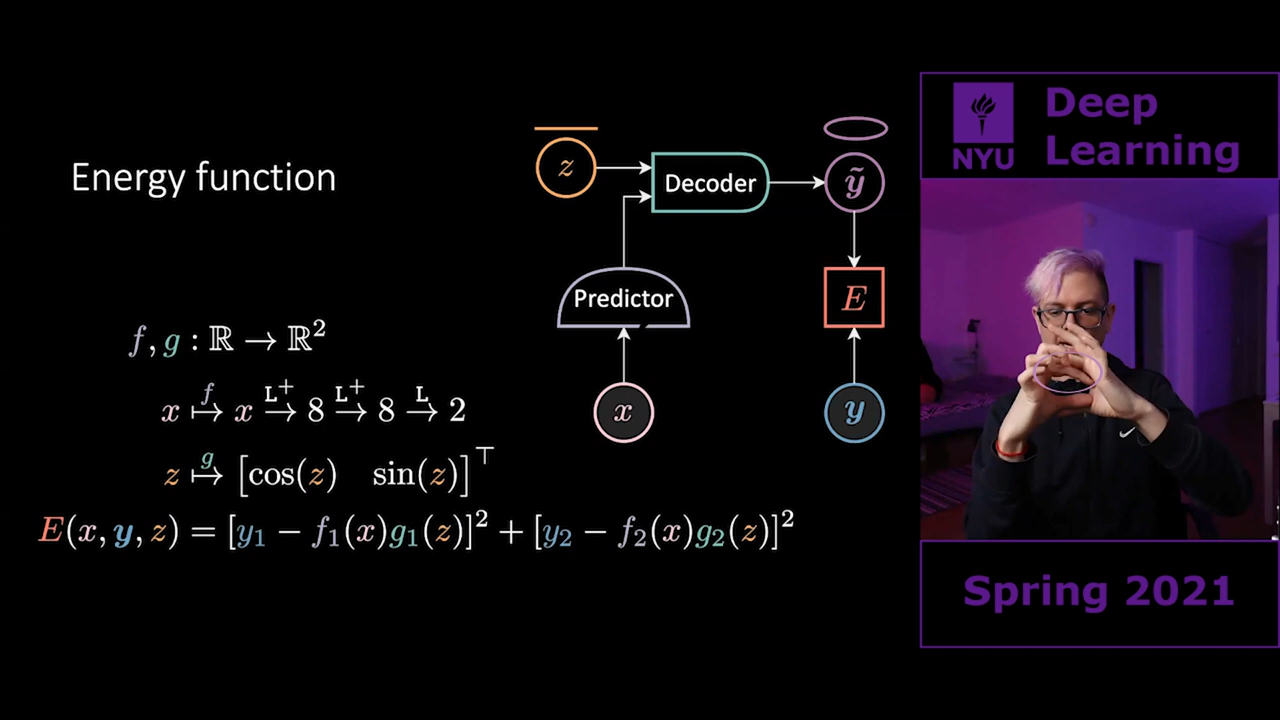 Energy function
f, g : ℝ → ℝ²
x ↦ᶠ x →ᴸ⁺ 8 →ᴸ⁺ 8 →ᴸ 2
z ↦ᵍ [cos(z) sin(z)]⊤
E(x, y, z) = [y₁ − f₁(x)g₁(z)]² + [y₂ − f₂(x)g₂(z)]²
z
Decoder
ỹ
Predictor
E
x
y
NYU
Deep
Learning
Spring 2021